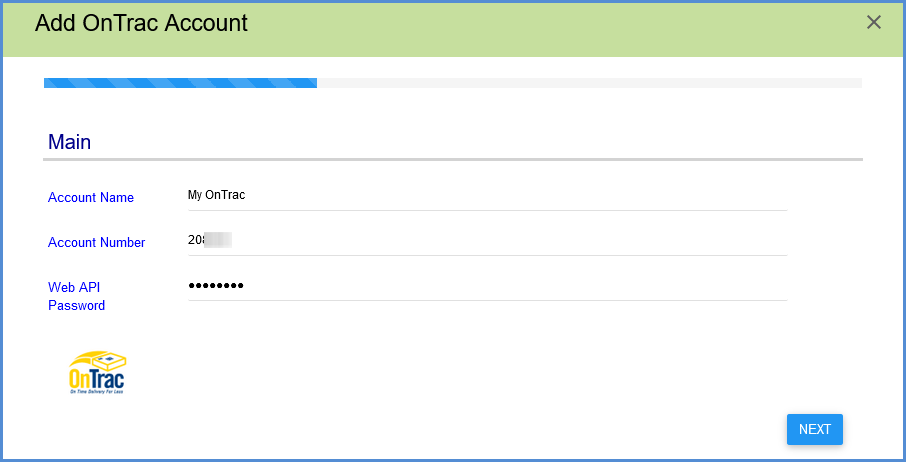 Add OnTrac Account
Main
Account Name
My OnTrac
Account Number
208
Web API
Password
••••••••
OnTrac
On Time Delivery For Less
NEXT